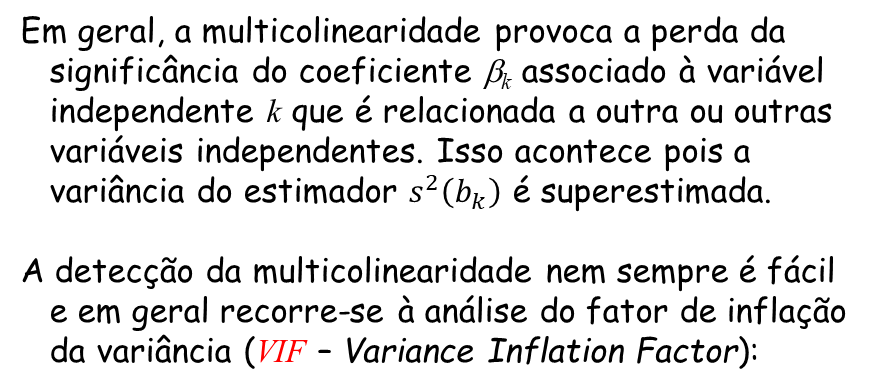 Em geral, a multicolinearidade provoca a perda da
significância do coeficiente βk associado à variável
independente k que é relacionada a outra ou outras
variáveis independentes. Isso acontece pois a
variância do estimador s²(bₖ) é superestimada.
A detecção da multicolinearidade nem sempre é fácil
e em geral recorre-se à análise do fator de inflação
da variância (VIF – Variance Inflation Factor):